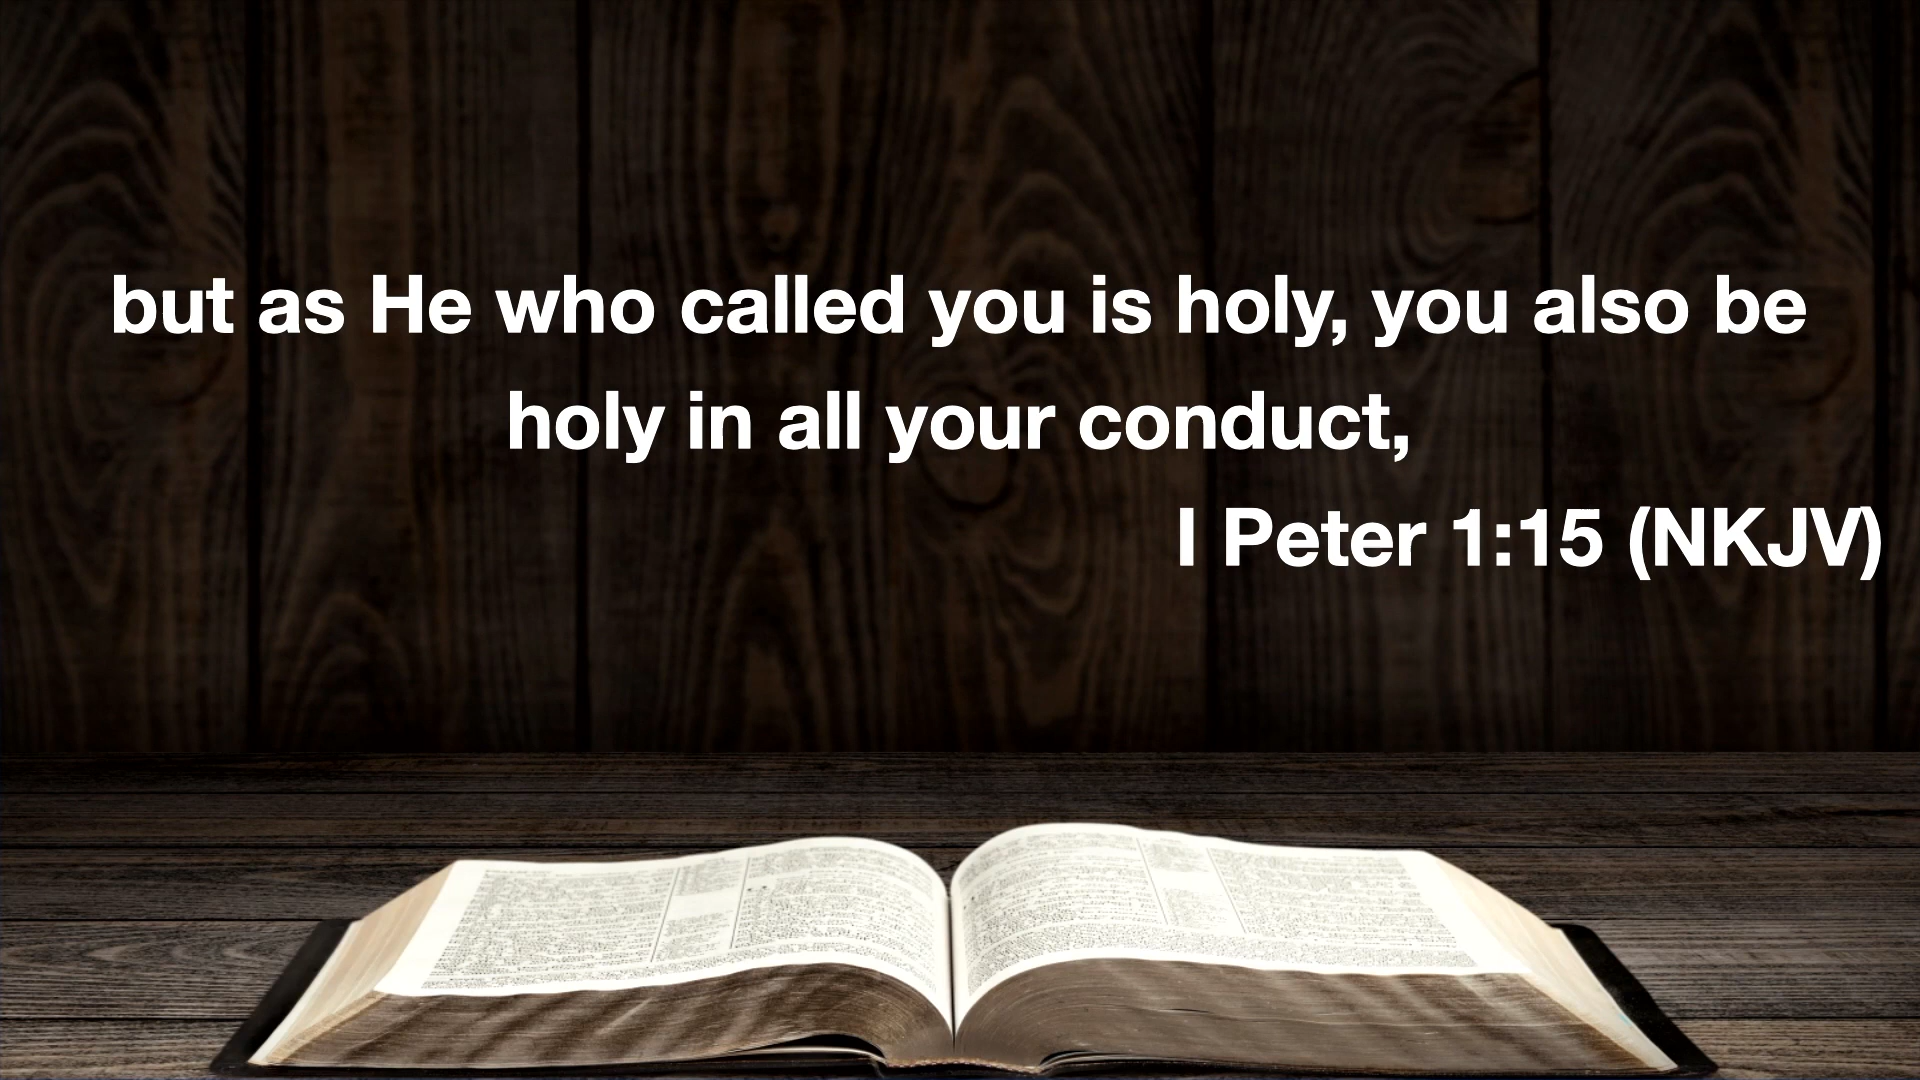 but as He who called you is holy, you also be
holy in all your conduct,
I Peter 1:15 (NKJV)